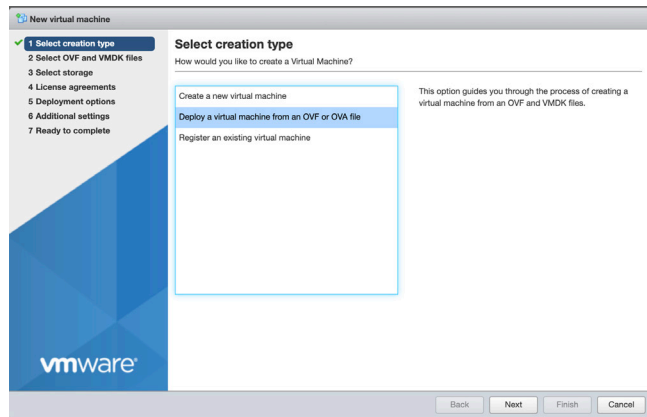 New virtual machine
1 Select creation type
2 Select OVF and VMDK files
3 Select storage
4 License agreements
5 Deployment options
6 Additional settings
7 Ready to complete
vmware®
Select creation type
How would you like to create a Virtual Machine?
Create a new virtual machine
Deploy a virtual machine from an OVF or OVA file
Register an existing virtual machine
This option guides you through the process of creating a
virtual machine from an OVF and VMDK files.
Back Next Finish Cancel